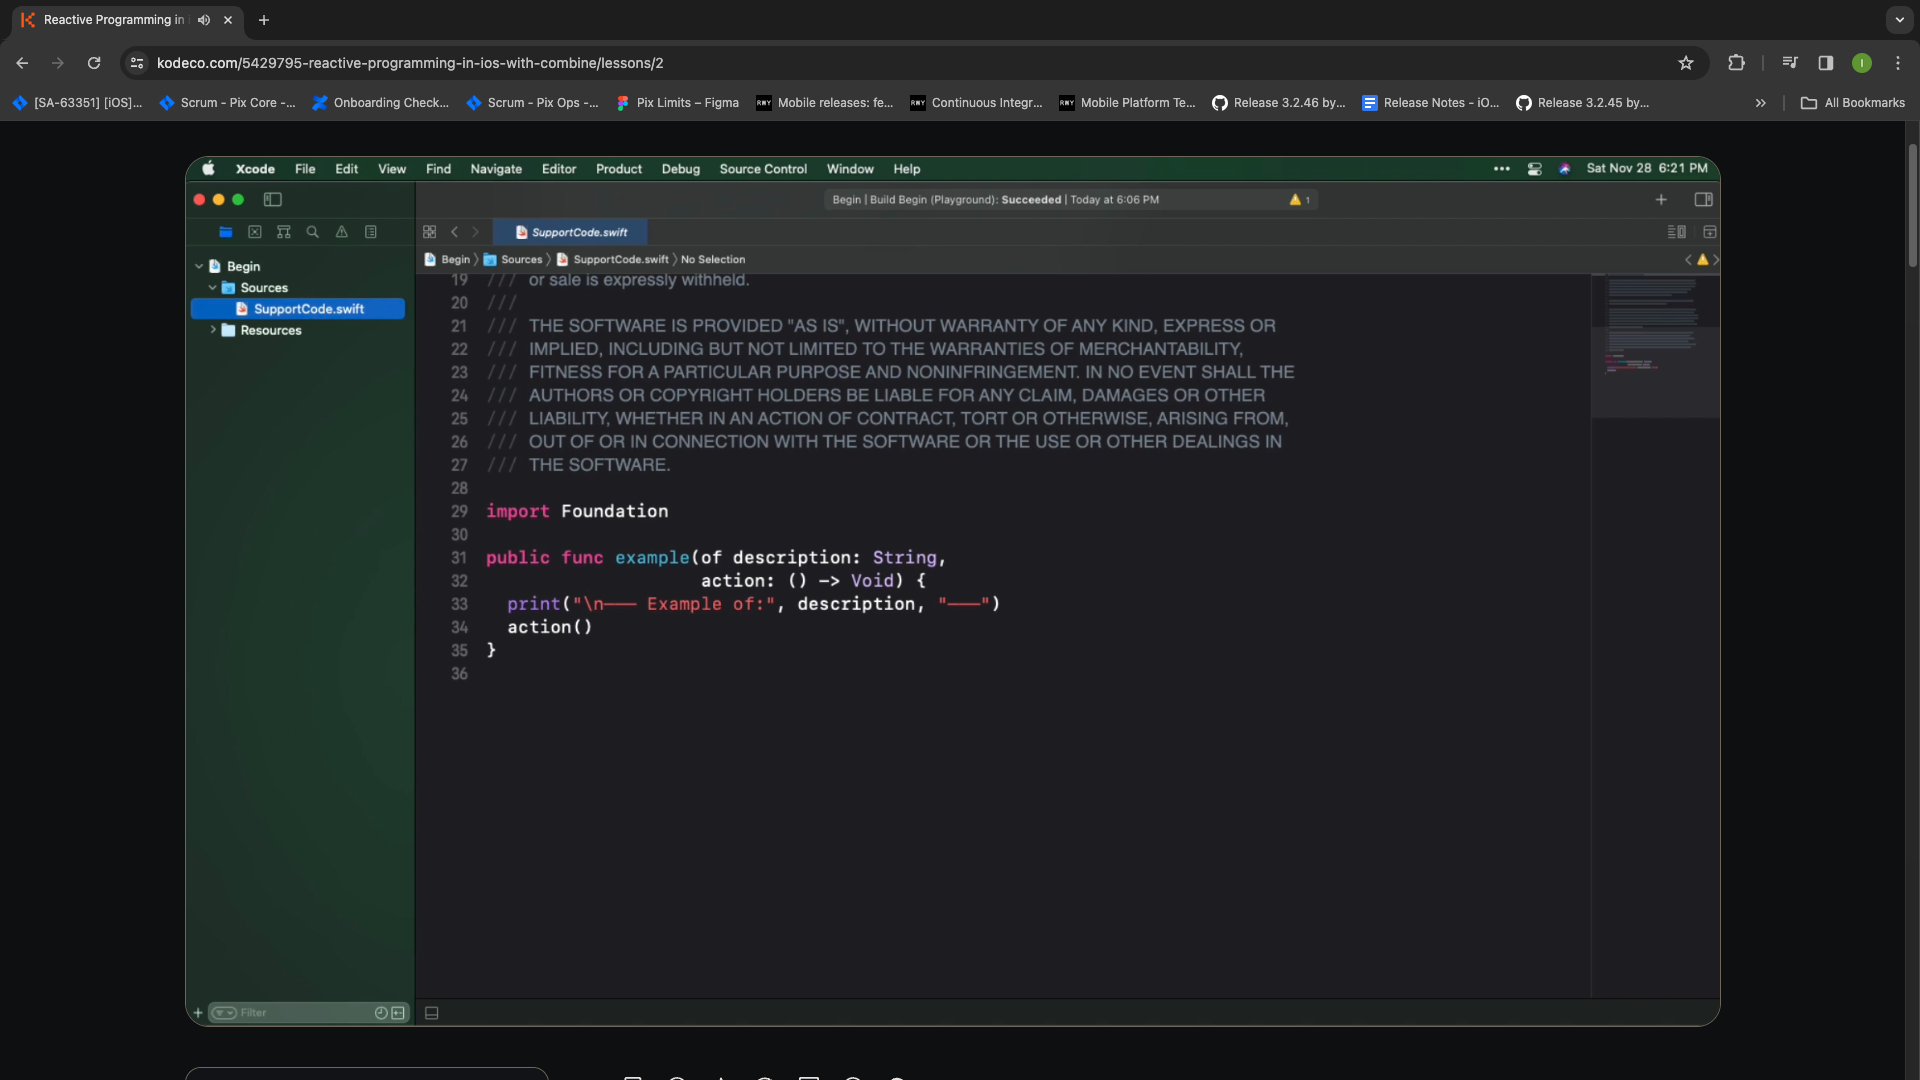 Reactive Programming in
kodeco.com/5429795-reactive-programming-in-ios-with-combine/lessons/2
[SA-63351] [iOS]...
Scrum - Pix Core -...
Onboarding Check...
Scrum - Pix Ops -...
Pix Limits – Figma
Mobile releases: fe...
Continuous Integr...
Mobile Platform Te...
Release 3.2.46 by...
Release Notes - iO...
Release 3.2.45 by...
All Bookmarks
Xcode File Edit View Find Navigate Editor Product Debug Source Control Window Help
Sat Nov 28 6:21 PM
Begin | Build Begin (Playground): Succeeded | Today at 6:06 PM
1
SupportCode.swift
Begin
Sources
SupportCode.swift
No Selection
Begin
Sources
SupportCode.swift
Resources
19 /// or sale is expressly withheld.
20 ///
21 /// THE SOFTWARE IS PROVIDED "AS IS", WITHOUT WARRANTY OF ANY KIND, EXPRESS OR
22 /// IMPLIED, INCLUDING BUT NOT LIMITED TO THE WARRANTIES OF MERCHANTABILITY,
23 /// FITNESS FOR A PARTICULAR PURPOSE AND NONINFRINGEMENT. IN NO EVENT SHALL THE
24 /// AUTHORS OR COPYRIGHT HOLDERS BE LIABLE FOR ANY CLAIM, DAMAGES OR OTHER
25 /// LIABILITY, WHETHER IN AN ACTION OF CONTRACT, TORT OR OTHERWISE, ARISING FROM,
26 /// OUT OF OR IN CONNECTION WITH THE SOFTWARE OR THE USE OR OTHER DEALINGS IN
27 /// THE SOFTWARE.
28
29 import Foundation
30
31 public func example(of description: String,
32 action: () -> Void) {
33 print("\n——— Example of:", description, "———")
34 action()
35 }
36
Filter